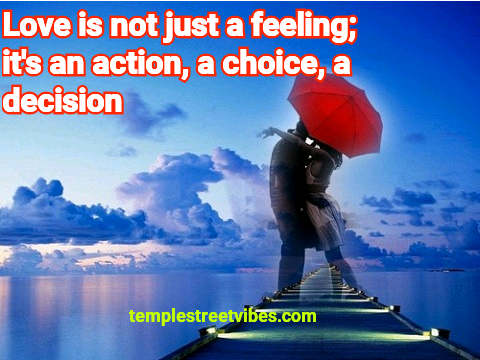 Love is not just a feeling;
it's an action, a choice, a
decision
templestreetvibes.com